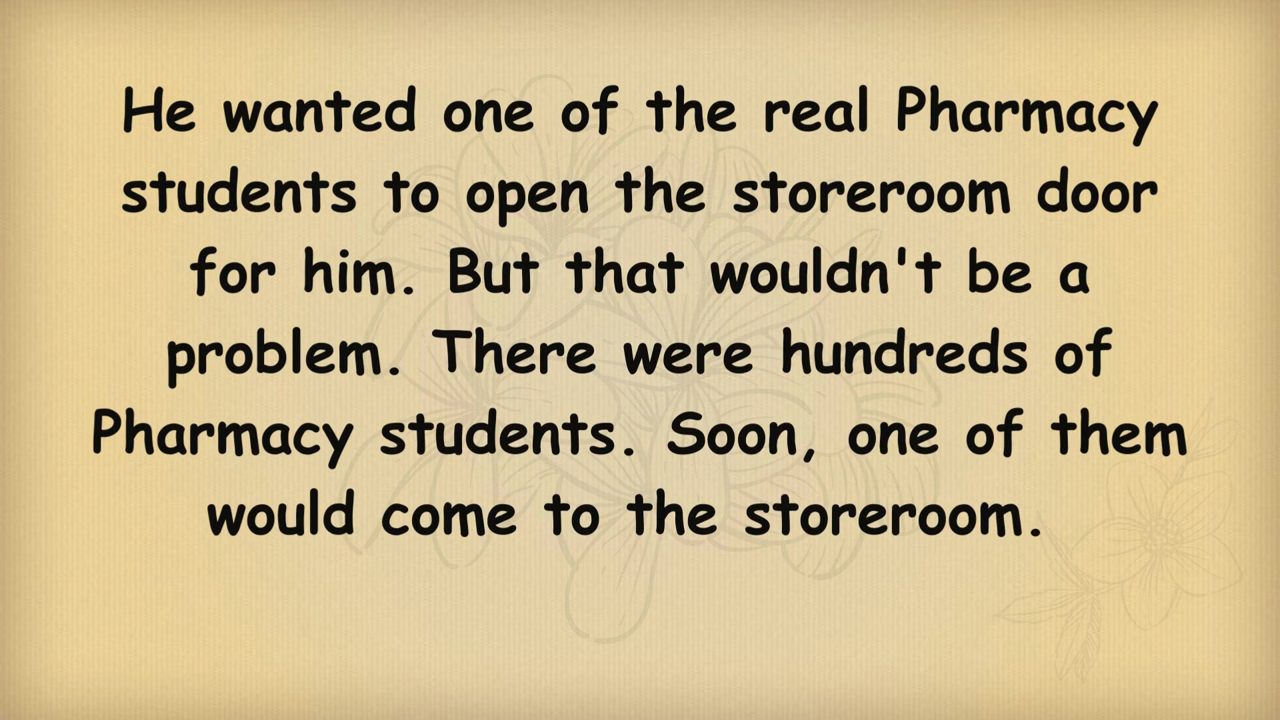 He wanted one of the real Pharmacy
students to open the storeroom door
for him. But that wouldn't be a
problem. There were hundreds of
Pharmacy students. Soon, one of them
would come to the storeroom.